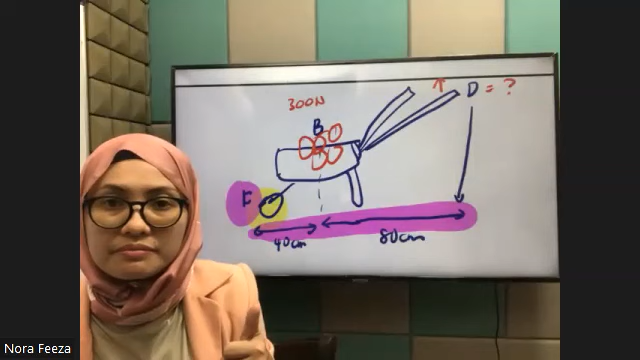 300N
B
D = ?
F
40cm
80cm
Nora Feeza